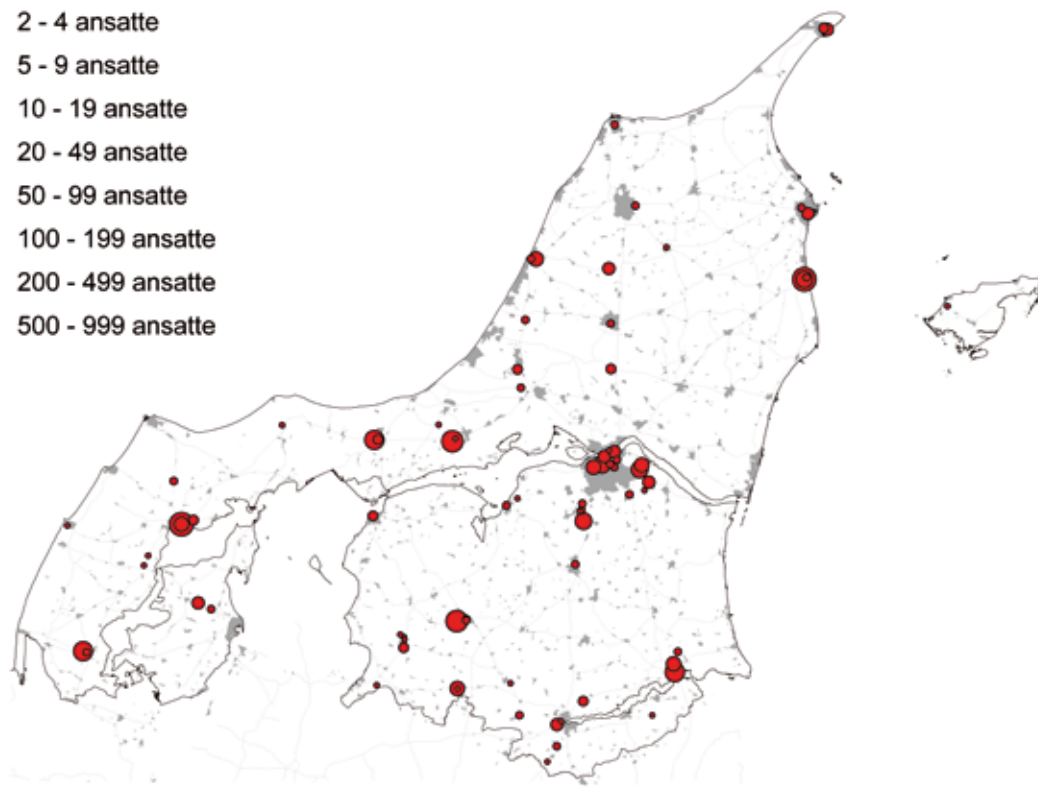 2 - 4 ansatte
5 - 9 ansatte
10 - 19 ansatte
20 - 49 ansatte
50 - 99 ansatte
100 - 199 ansatte
200 - 499 ansatte
500 - 999 ansatte